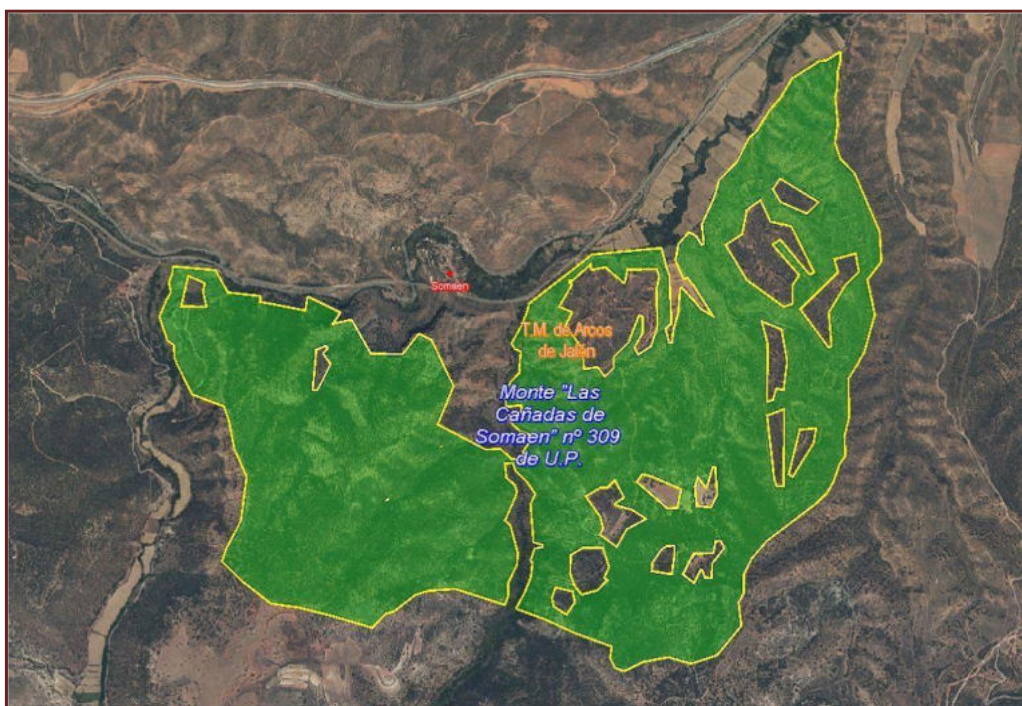 Somaen
T.M. de Arcos
de Jalón
Monte "Las
Cañadas de
Somaen" nº 309
de U.P.